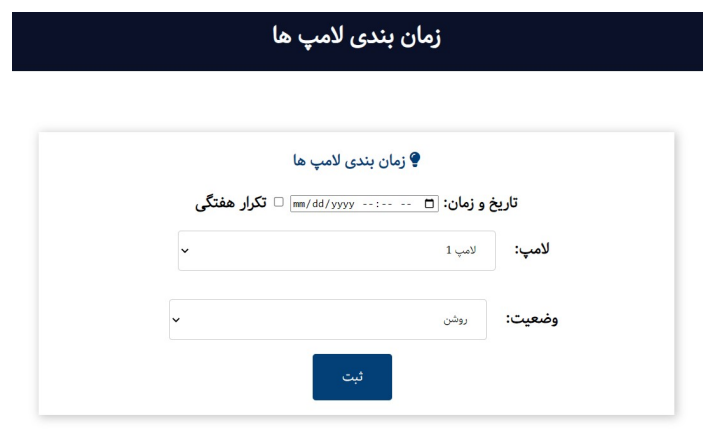 زمان بندی لامپ ها
زمان بندی لامپ ها
تاریخ و زمان: mm/dd/yyyy --:-- -- تکرار هفتگی
لامپ: لامپ 1
وضعیت: روشن
ثبت